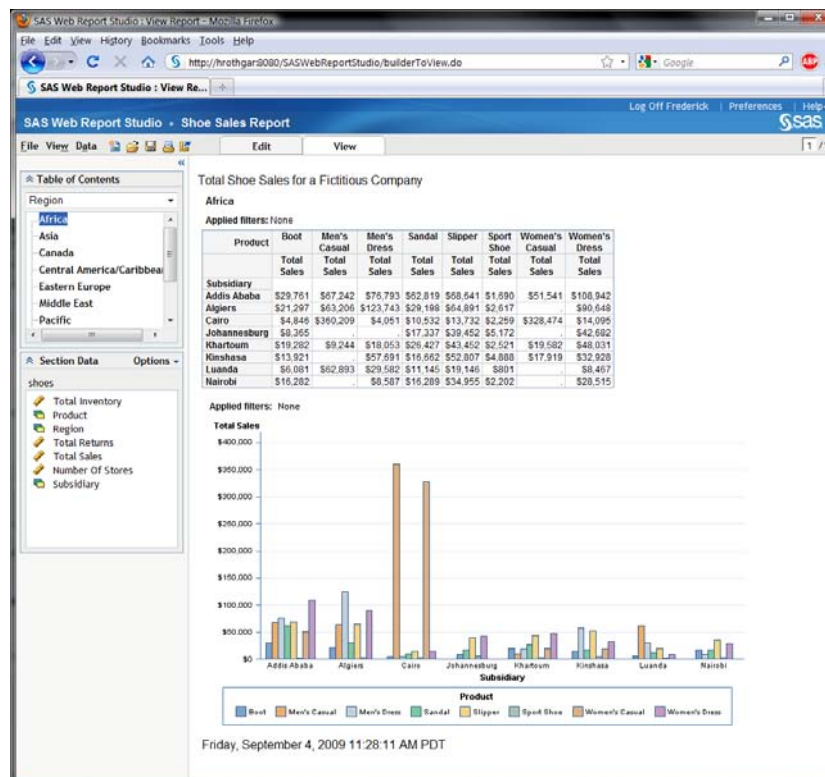 SAS Web Report Studio : View Report - Mozilla Firefox
File Edit View History Bookmarks Tools Help
http://hrothgar:8080/SASWebReportStudio/builderToView.do
Google
ABP
SAS Web Report Studio : View Re...
Log Off Frederick | Preferences | Help
SAS Web Report Studio • Shoe Sales Report
sas
File View Data
Edit View
1 /
Table of Contents
Region
Africa
Asia
Canada
Central America/Caribbea
Eastern Europe
Middle East
Pacific
Section Data Options
shoes
Total Inventory
Product
Region
Total Returns
Total Sales
Number Of Stores
Subsidiary
Total Shoe Sales for a Fictitious Company
Africa
Applied filters: None
Product Boot Men's Casual Men's Dress Sandal Slipper Sport Shoe Women's Casual Women's Dress
Total Sales Total Sales Total Sales Total Sales Total Sales Total Sales Total Sales Total Sales
Subsidiary
Addis Ababa $29,761 $67,242 $76,793 $62,819 $68,641 $1,690 $51,541 $108,942
Algiers $21,297 $63,206 $123,743 $29,198 $64,891 $2,617 . $90,648
Cairo $4,846 $360,209 $4,051 $10,532 $13,732 $2,259 $328,474 $14,095
Johannesburg $8,365 . . $17,337 $39,452 $5,172 . $42,682
Khartoum $19,282 $9,244 $18,053 $26,427 $43,452 $2,521 $19,582 $48,031
Kinshasa $13,921 . $57,691 $16,662 $52,807 $4,888 $17,919 $32,928
Luanda $6,081 $62,893 $29,582 $11,145 $19,146 $801 . $8,467
Nairobi $16,282 . $8,587 $16,289 $34,955 $2,202 . $28,515
Applied filters: None
Total Sales
$400,000
$350,000
$300,000
$250,000
$200,000
$150,000
$100,000
$50,000
$0
Addis Ababa Algiers Cairo Johannesburg Khartoum Kinshasa Luanda Nairobi
Subsidiary
Product
Boot Men's Casual Men's Dress Sandal Slipper Sport Shoe Women's Casual Women's Dress
Friday, September 4, 2009 11:28:11 AM PDT